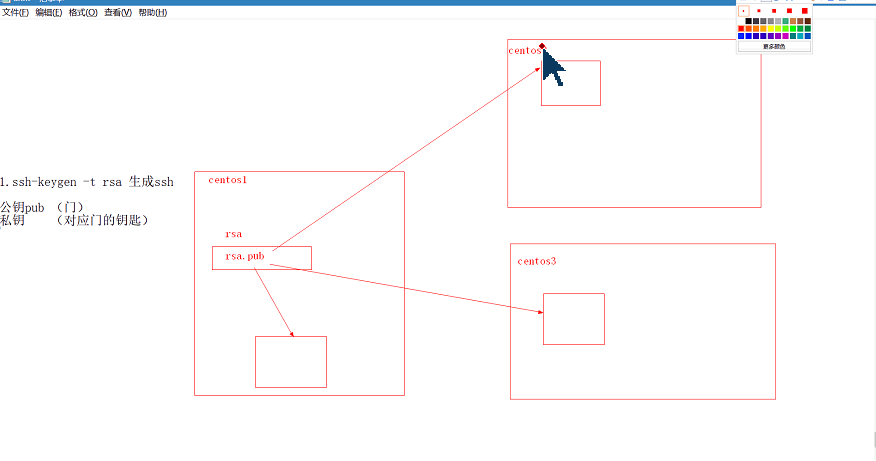 文件(F) 编辑(E) 格式(O) 查看(V) 帮助(H)
更多颜色
centos
1.ssh-keygen -t rsa 生成ssh
公钥pub （门）
私钥 （对应门的钥匙）
centos1
rsa
rsa.pub
centos3